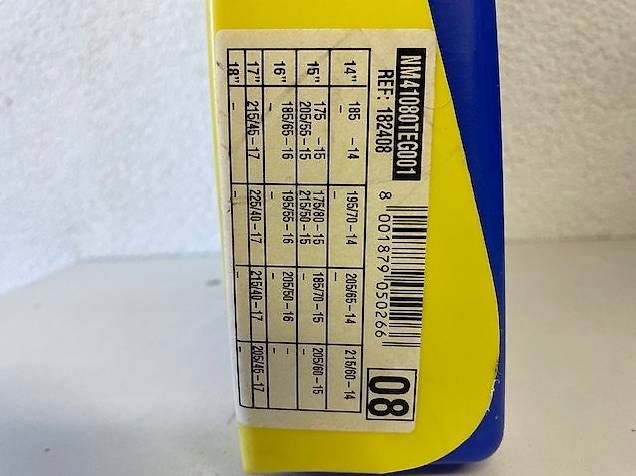 NM41080TEG001
REF: 182408
8 001879 050266
08
14" 185 -14 195/70-14 205/65-14 215/60-14
15" 175 -15 175/80-15 185/70-15 205/60-15
205/55-15 215/50-15 - -
16" 185/65-16 195/55-16 205/50-16 -
17" 215/45-17 225/40-17 215/40-17 205/45-17
18" - - - -